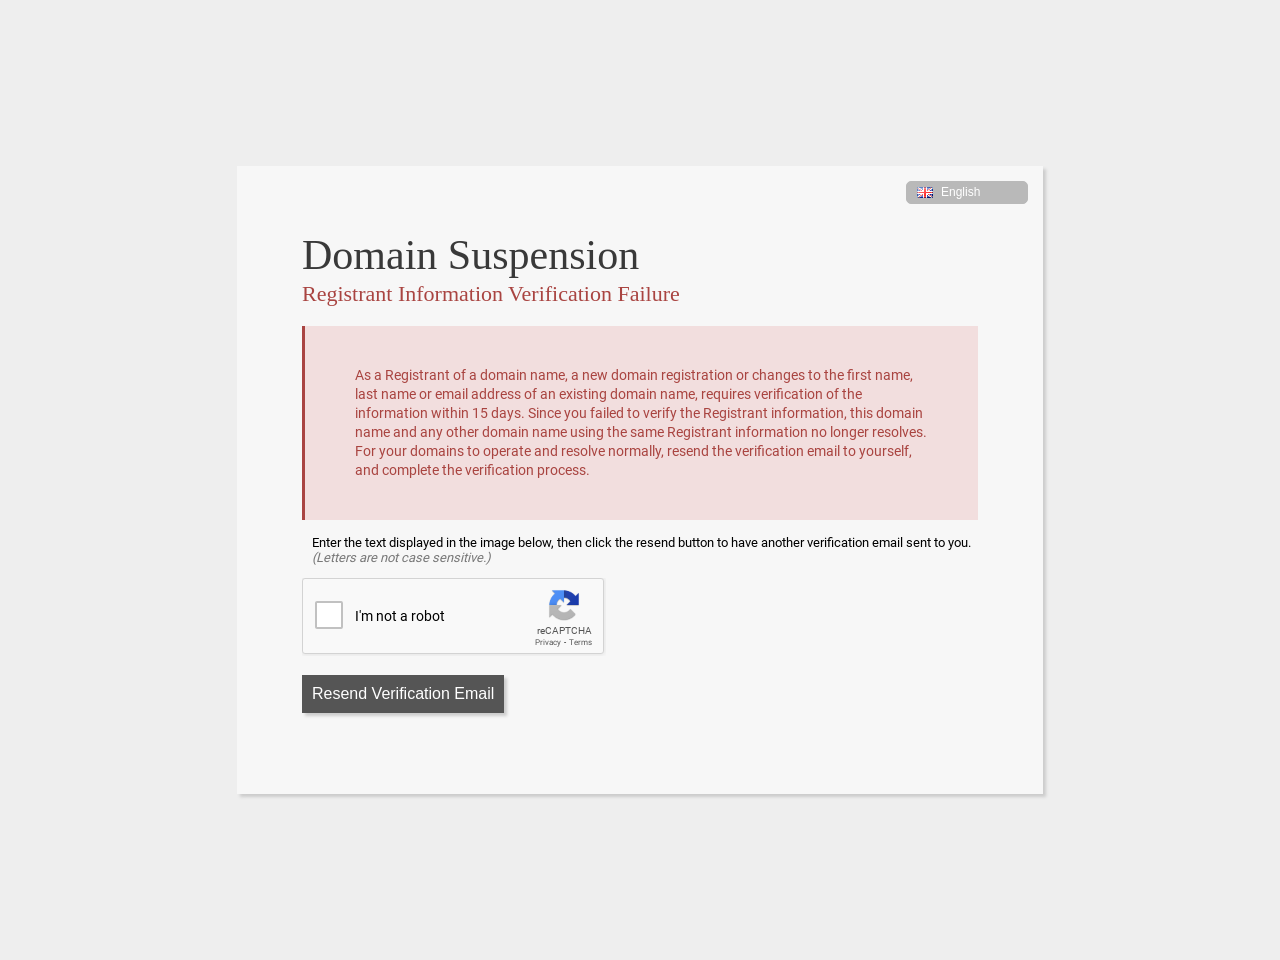 English
Domain Suspension
Registrant Information Verification Failure
As a Registrant of a domain name, a new domain registration or changes to the first name,
last name or email address of an existing domain name, requires verification of the
information within 15 days. Since you failed to verify the Registrant information, this domain
name and any other domain name using the same Registrant information no longer resolves.
For your domains to operate and resolve normally, resend the verification email to yourself,
and complete the verification process.
Enter the text displayed in the image below, then click the resend button to have another verification email sent to you.
(Letters are not case sensitive.)
I'm not a robot
reCAPTCHA
Privacy - Terms
Resend Verification Email